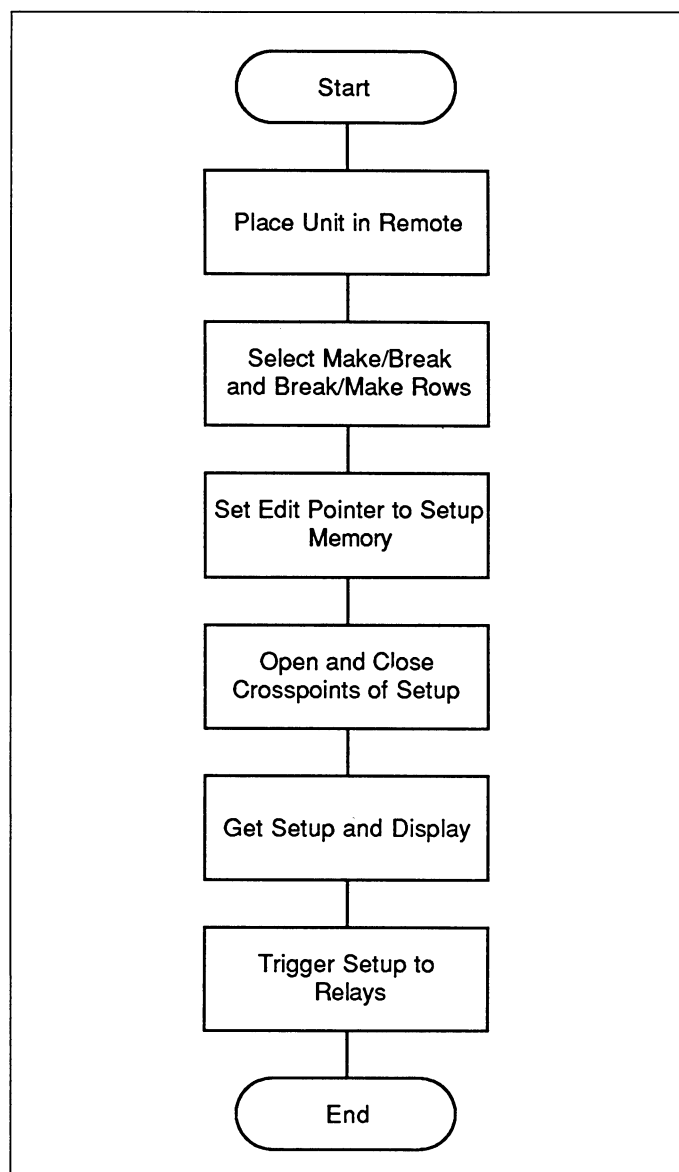 Start
Place Unit in Remote
Select Make/Break
and Break/Make Rows
Set Edit Pointer to Setup
Memory
Open and Close
Crosspoints of Setup
Get Setup and Display
Trigger Setup to
Relays
End